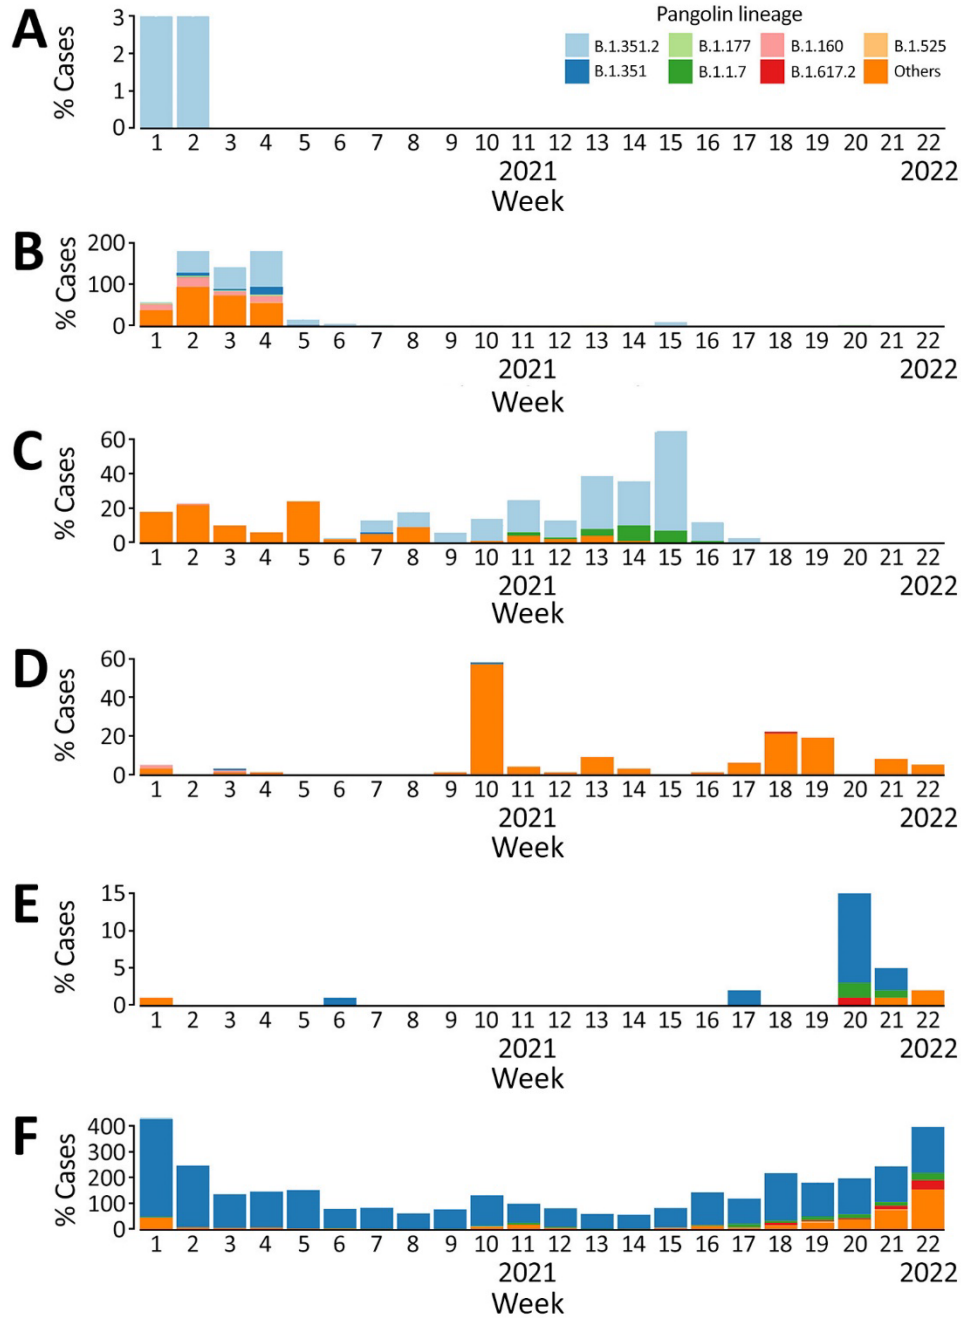 A
% Cases
3
2
1
0
Pangolin lineage
B.1.351.2 B.1.177 B.1.160 B.1.525
B.1.351 B.1.1.7 B.1.617.2 Others
1 2 3 4 5 6 7 8 9 10 11 12 13 14 15 16 17 18 19 20 21 22
2021 2022
Week
B
% Cases
200
100
0
1 2 3 4 5 6 7 8 9 10 11 12 13 14 15 16 17 18 19 20 21 22
2021 2022
Week
C
% Cases
60
40
20
0
1 2 3 4 5 6 7 8 9 10 11 12 13 14 15 16 17 18 19 20 21 22
2021 2022
Week
D
% Cases
60
40
20
0
1 2 3 4 5 6 7 8 9 10 11 12 13 14 15 16 17 18 19 20 21 22
2021 2022
Week
E
% Cases
15
10
5
0
1 2 3 4 5 6 7 8 9 10 11 12 13 14 15 16 17 18 19 20 21 22
2021 2022
Week
F
% Cases
400
300
200
100
0
1 2 3 4 5 6 7 8 9 10 11 12 13 14 15 16 17 18 19 20 21 22
2021 2022
Week